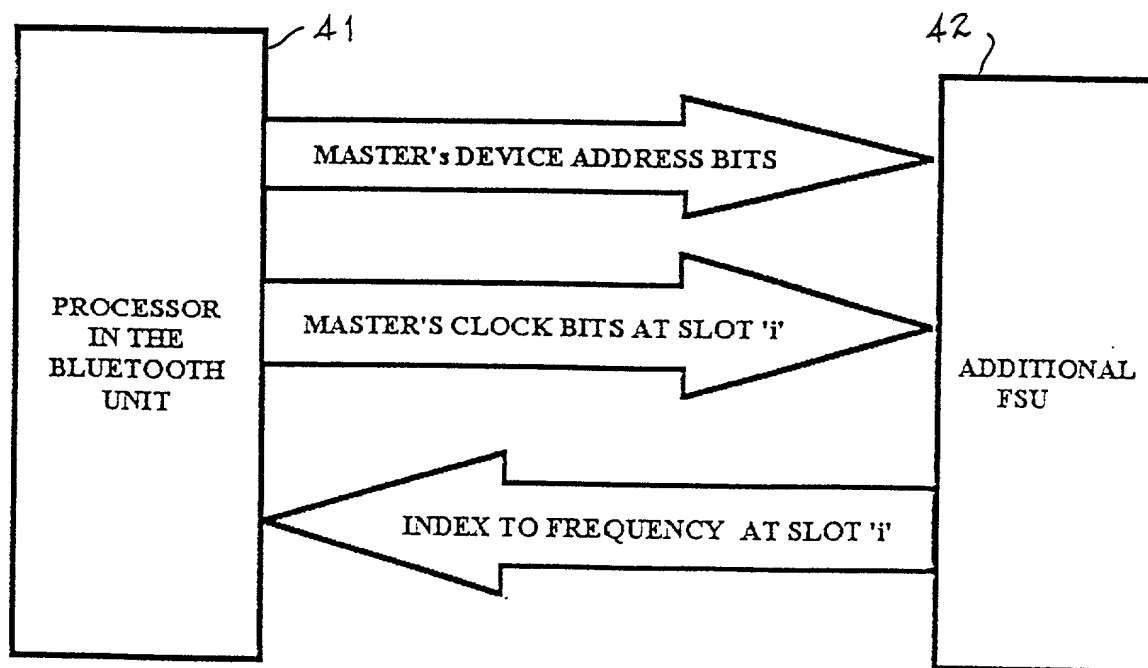 41
42
MASTER's DEVICE ADDRESS BITS
MASTER'S CLOCK BITS AT SLOT 'i'
PROCESSOR
IN THE
BLUETOOTH
UNIT
ADDITIONAL
FSU
INDEX TO FREQUENCY AT SLOT 'i'